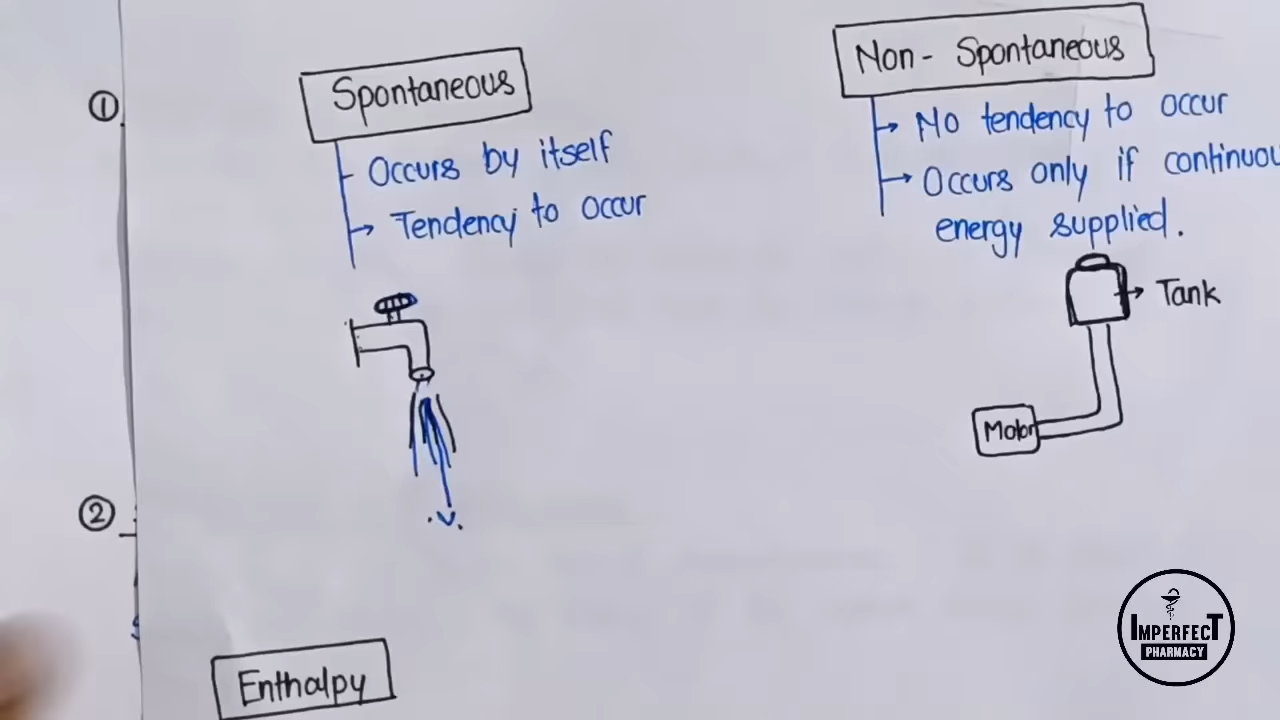 ①
Spontaneous
Occurs by itself
Tendency to occur
Non - Spontaneous
No tendency to occur
Occurs only if
energy supplied.
Tank
Motor
②
Enthalpy
IMPERFECT
PHARMACY